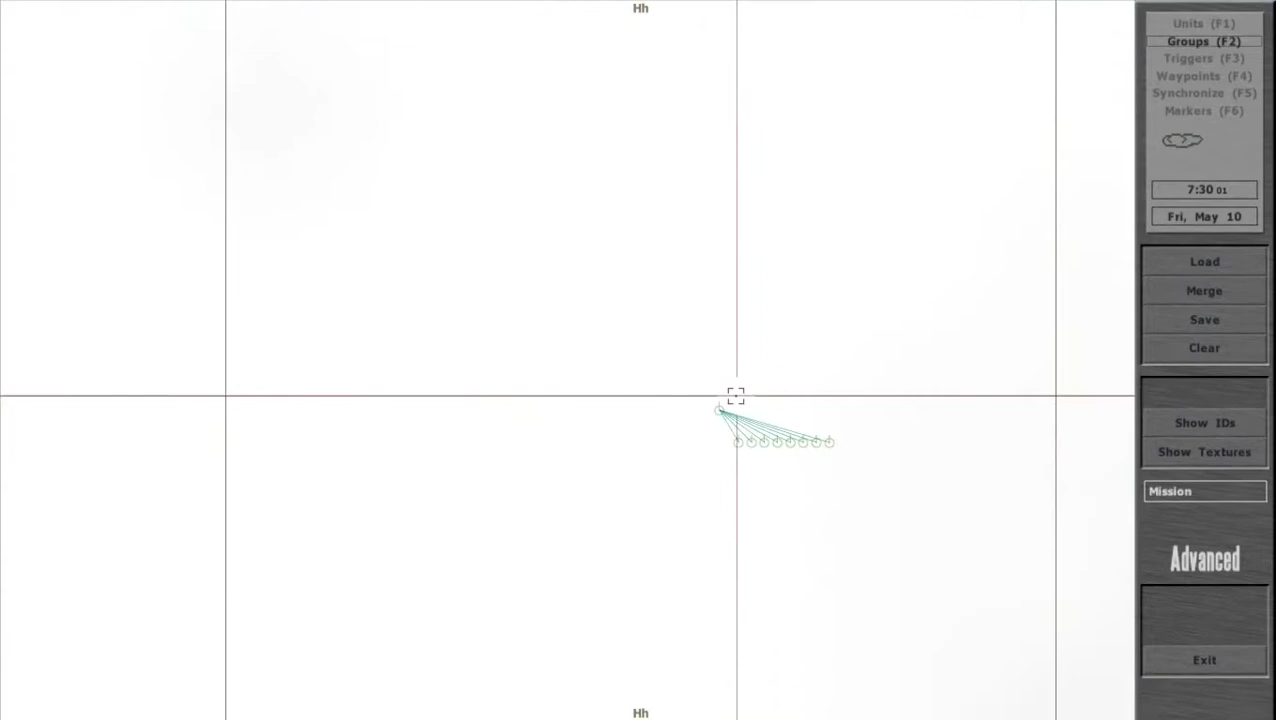 Hh
Units (F1)
Groups (F2)
Triggers (F3)
Waypoints (F4)
Synchronize (F5)
Markers (F6)
7:30 01
Fri, May 10
Load
Merge
Save
Clear
Show IDs
Show Textures
Mission
Advanced
Exit
Hh